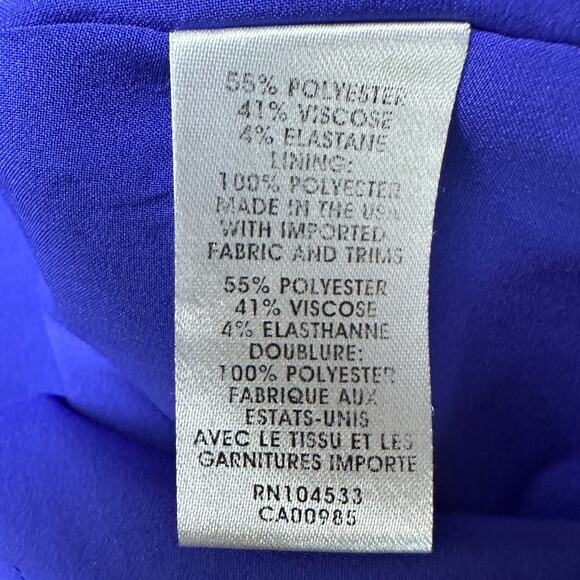 55% POLYESTER
41% VISCOSE
4% ELASTANE
LINING:
100% POLYESTER
MADE IN THE USA
WITH IMPORTED
FABRIC AND TRIMS
55% POLYESTER
41% VISCOSE
4% ELASTHANNE
DOUBLURE:
100% POLYESTER
FABRIQUE AUX
ESTATS-UNIS
AVEC LE TISSU ET LES
GARNITURES IMPORTE
RN104533
CA00985